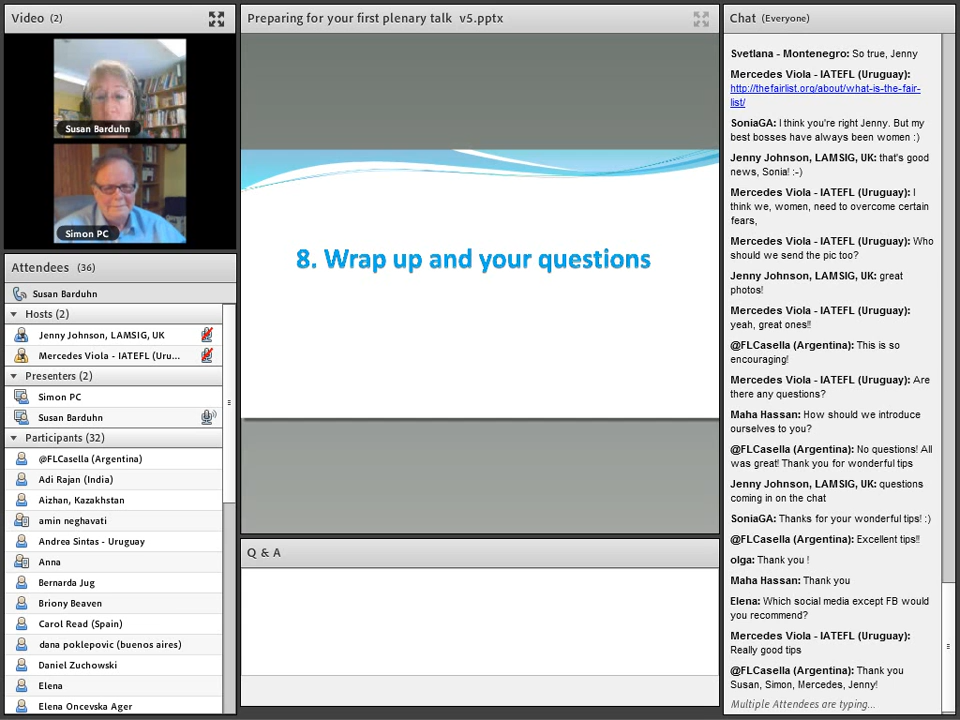 Video (2)
Susan Barduhn
Simon PC
Attendees (36)
Susan Barduhn
Hosts (2)
Jenny Johnson, LAMSIG, UK
Mercedes Viola - IATEFL (Uru...
Presenters (2)
Simon PC
Susan Barduhn
Participants (32)
@FLCasella (Argentina)
Adi Rajan (India)
Aizhan, Kazakhstan
amin neghavati
Andrea Sintas - Uruguay
Anna
Bernarda Jug
Briony Beaven
Carol Read (Spain)
dana poklepovic (buenos aires)
Daniel Zuchowski
Elena
Elena Oncevska Ager
Preparing for your first plenary talk v5.pptx
8. Wrap up and your questions
Q & A
Chat (Everyone)
Svetlana - Montenegro: So true, Jenny
Mercedes Viola - IATEFL (Uruguay):
http://thefairlist.org/about/what-is-the-fair-
list/
SoniaGA: I think you're right Jenny. But my
best bosses have always been women :)
Jenny Johnson, LAMSIG, UK: that's good
news, Sonia! :-)
Mercedes Viola - IATEFL (Uruguay): I
think we, women, need to overcome certain
fears,
Mercedes Viola - IATEFL (Uruguay): Who
should we send the pic too?
Jenny Johnson, LAMSIG, UK: great
photos!
Mercedes Viola - IATEFL (Uruguay):
yeah, great ones!!
@FLCasella (Argentina): This is so
encouraging!
Mercedes Viola - IATEFL (Uruguay): Are
there any questions?
Maha Hassan: How should we introduce
ourselves to you?
@FLCasella (Argentina): No questions! All
was great! Thank you for wonderful tips
Jenny Johnson, LAMSIG, UK: questions
coming in on the chat
SoniaGA: Thanks for your wonderful tips! :)
@FLCasella (Argentina): Excellent tips!!
olga: Thank you !
Maha Hassan: Thank you
Elena: Which social media except FB would
you recommend?
Mercedes Viola - IATEFL (Uruguay):
Really good tips
@FLCasella (Argentina): Thank you
Susan, Simon, Mercedes, Jenny!
Multiple Attendees are typing...